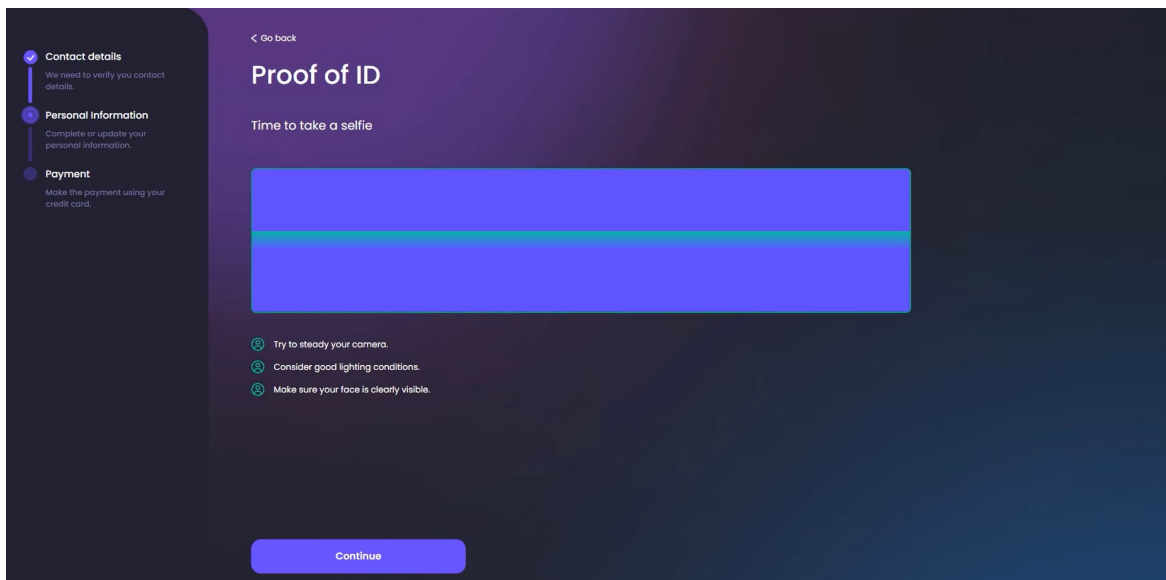 Contact details
We need to verify you contact
details.
Personal Information
Complete or update your
personal information.
Payment
Make the payment using your
credit card.
Go back
Proof of ID
Time to take a selfie
Try to steady your camera.
Consider good lighting conditions.
Make sure your face is clearly visible.
Continue